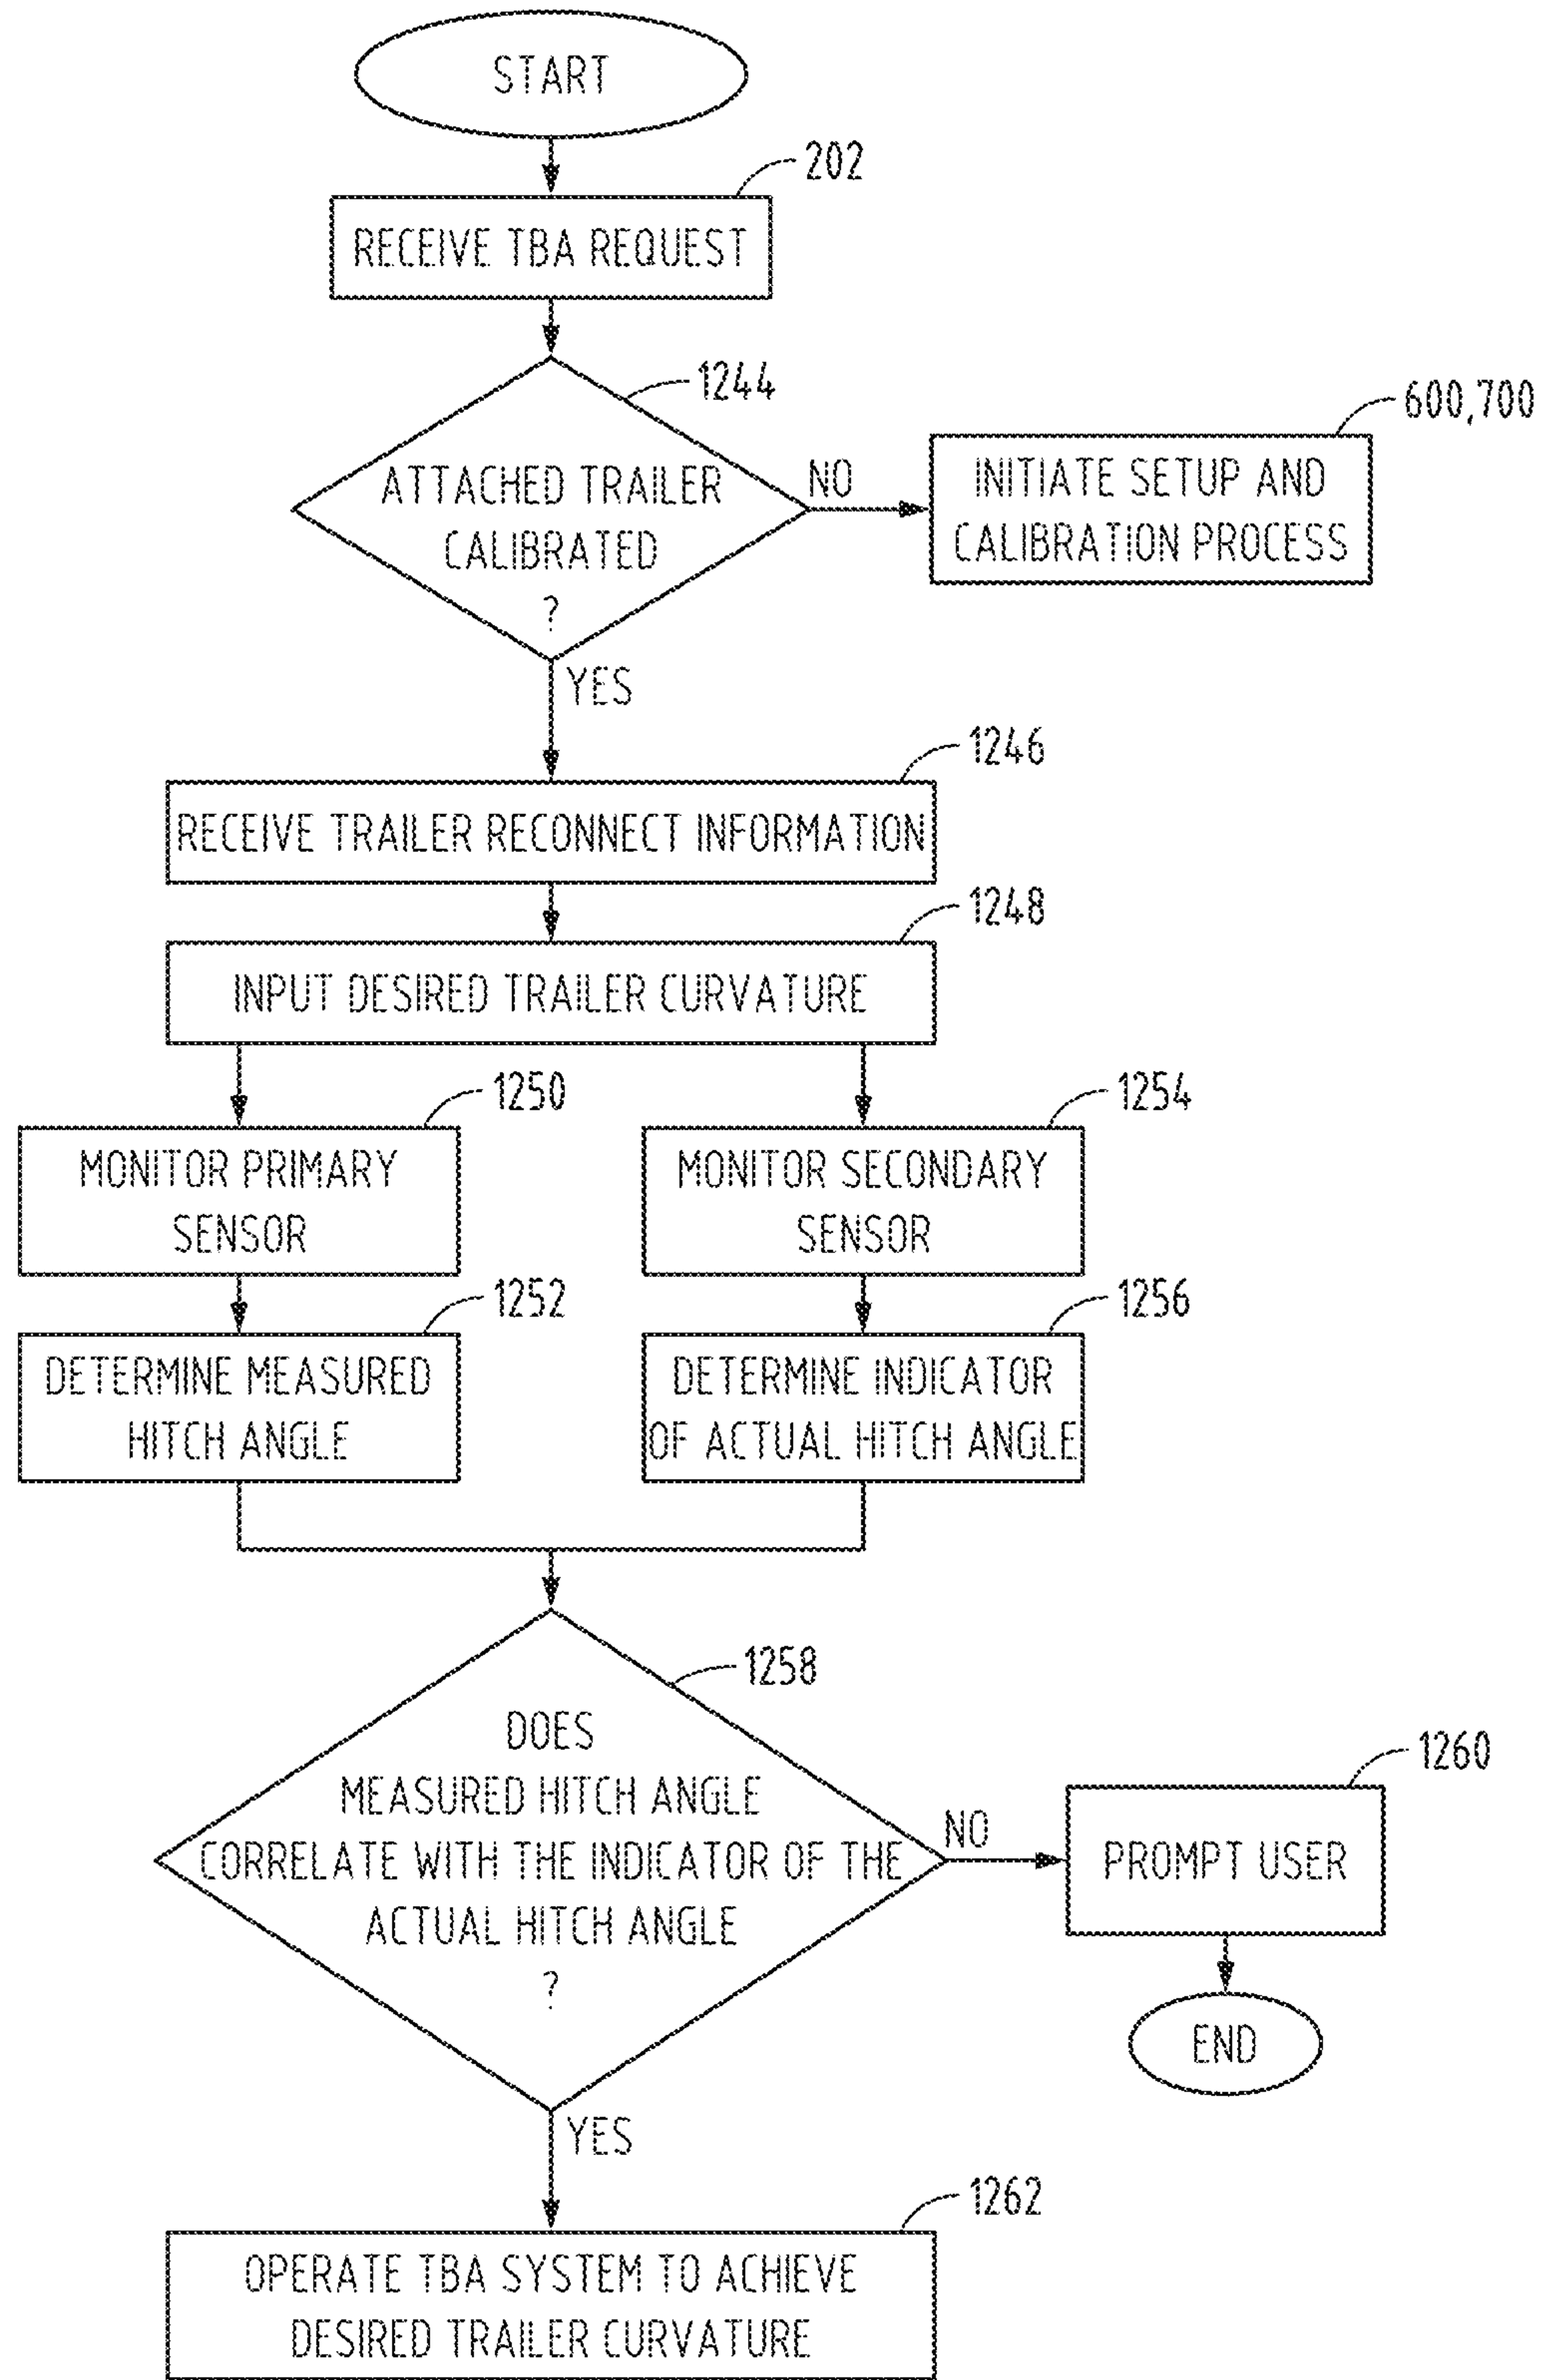 START
202
RECEIVE TBA REQUEST
1244
ATTACHED TRAILER
CALIBRATED
?
NO
600,700
INITIATE SETUP AND
CALIBRATION PROCESS
YES
1246
RECEIVE TRAILER RECONNECT INFORMATION
1248
INPUT DESIRED TRAILER CURVATURE
1250
MONITOR PRIMARY
SENSOR
1254
MONITOR SECONDARY
SENSOR
1252
DETERMINE MEASURED
HITCH ANGLE
1256
DETERMINE INDICATOR
OF ACTUAL HITCH ANGLE
1258
DOES
MEASURED HITCH ANGLE
CORRELATE WITH THE INDICATOR OF THE
ACTUAL HITCH ANGLE
?
NO
1260
PROMPT USER
END
YES
1262
OPERATE TBA SYSTEM TO ACHIEVE
DESIRED TRAILER CURVATURE